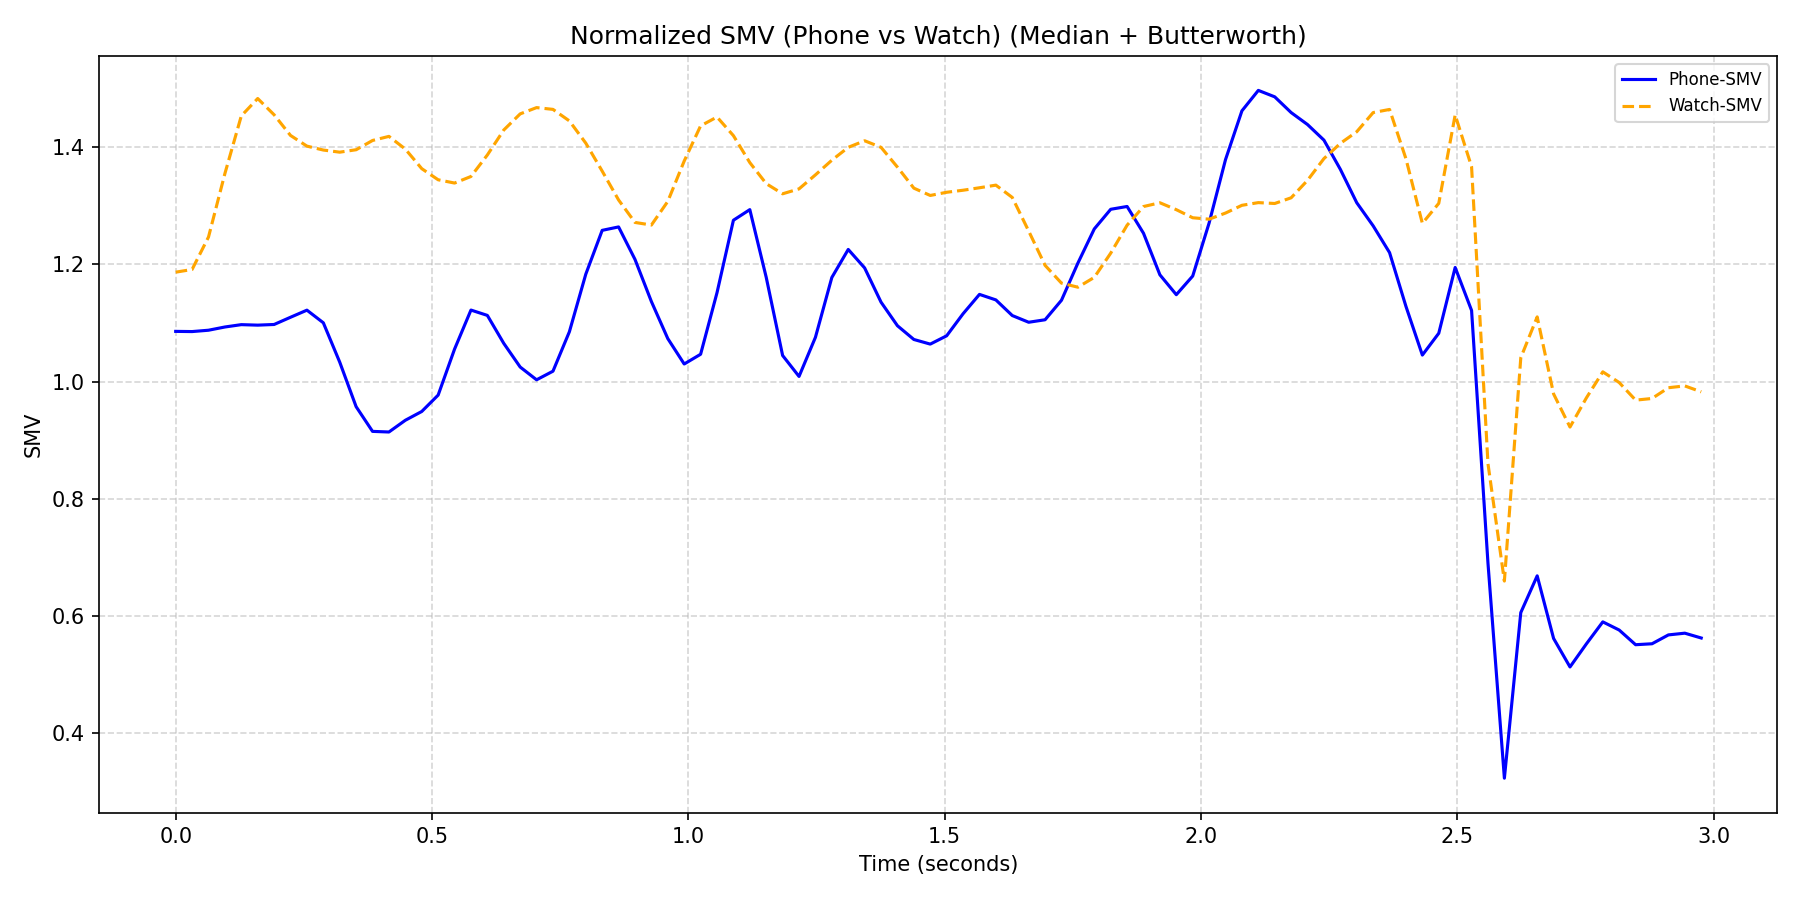 Normalized SMV (Phone vs Watch) (Median + Butterworth)
Phone-SMV
Watch-SMV
SMV
1.4
1.2
1.0
0.8
0.6
0.4
0.0 0.5 1.0 1.5 2.0 2.5 3.0
Time (seconds)